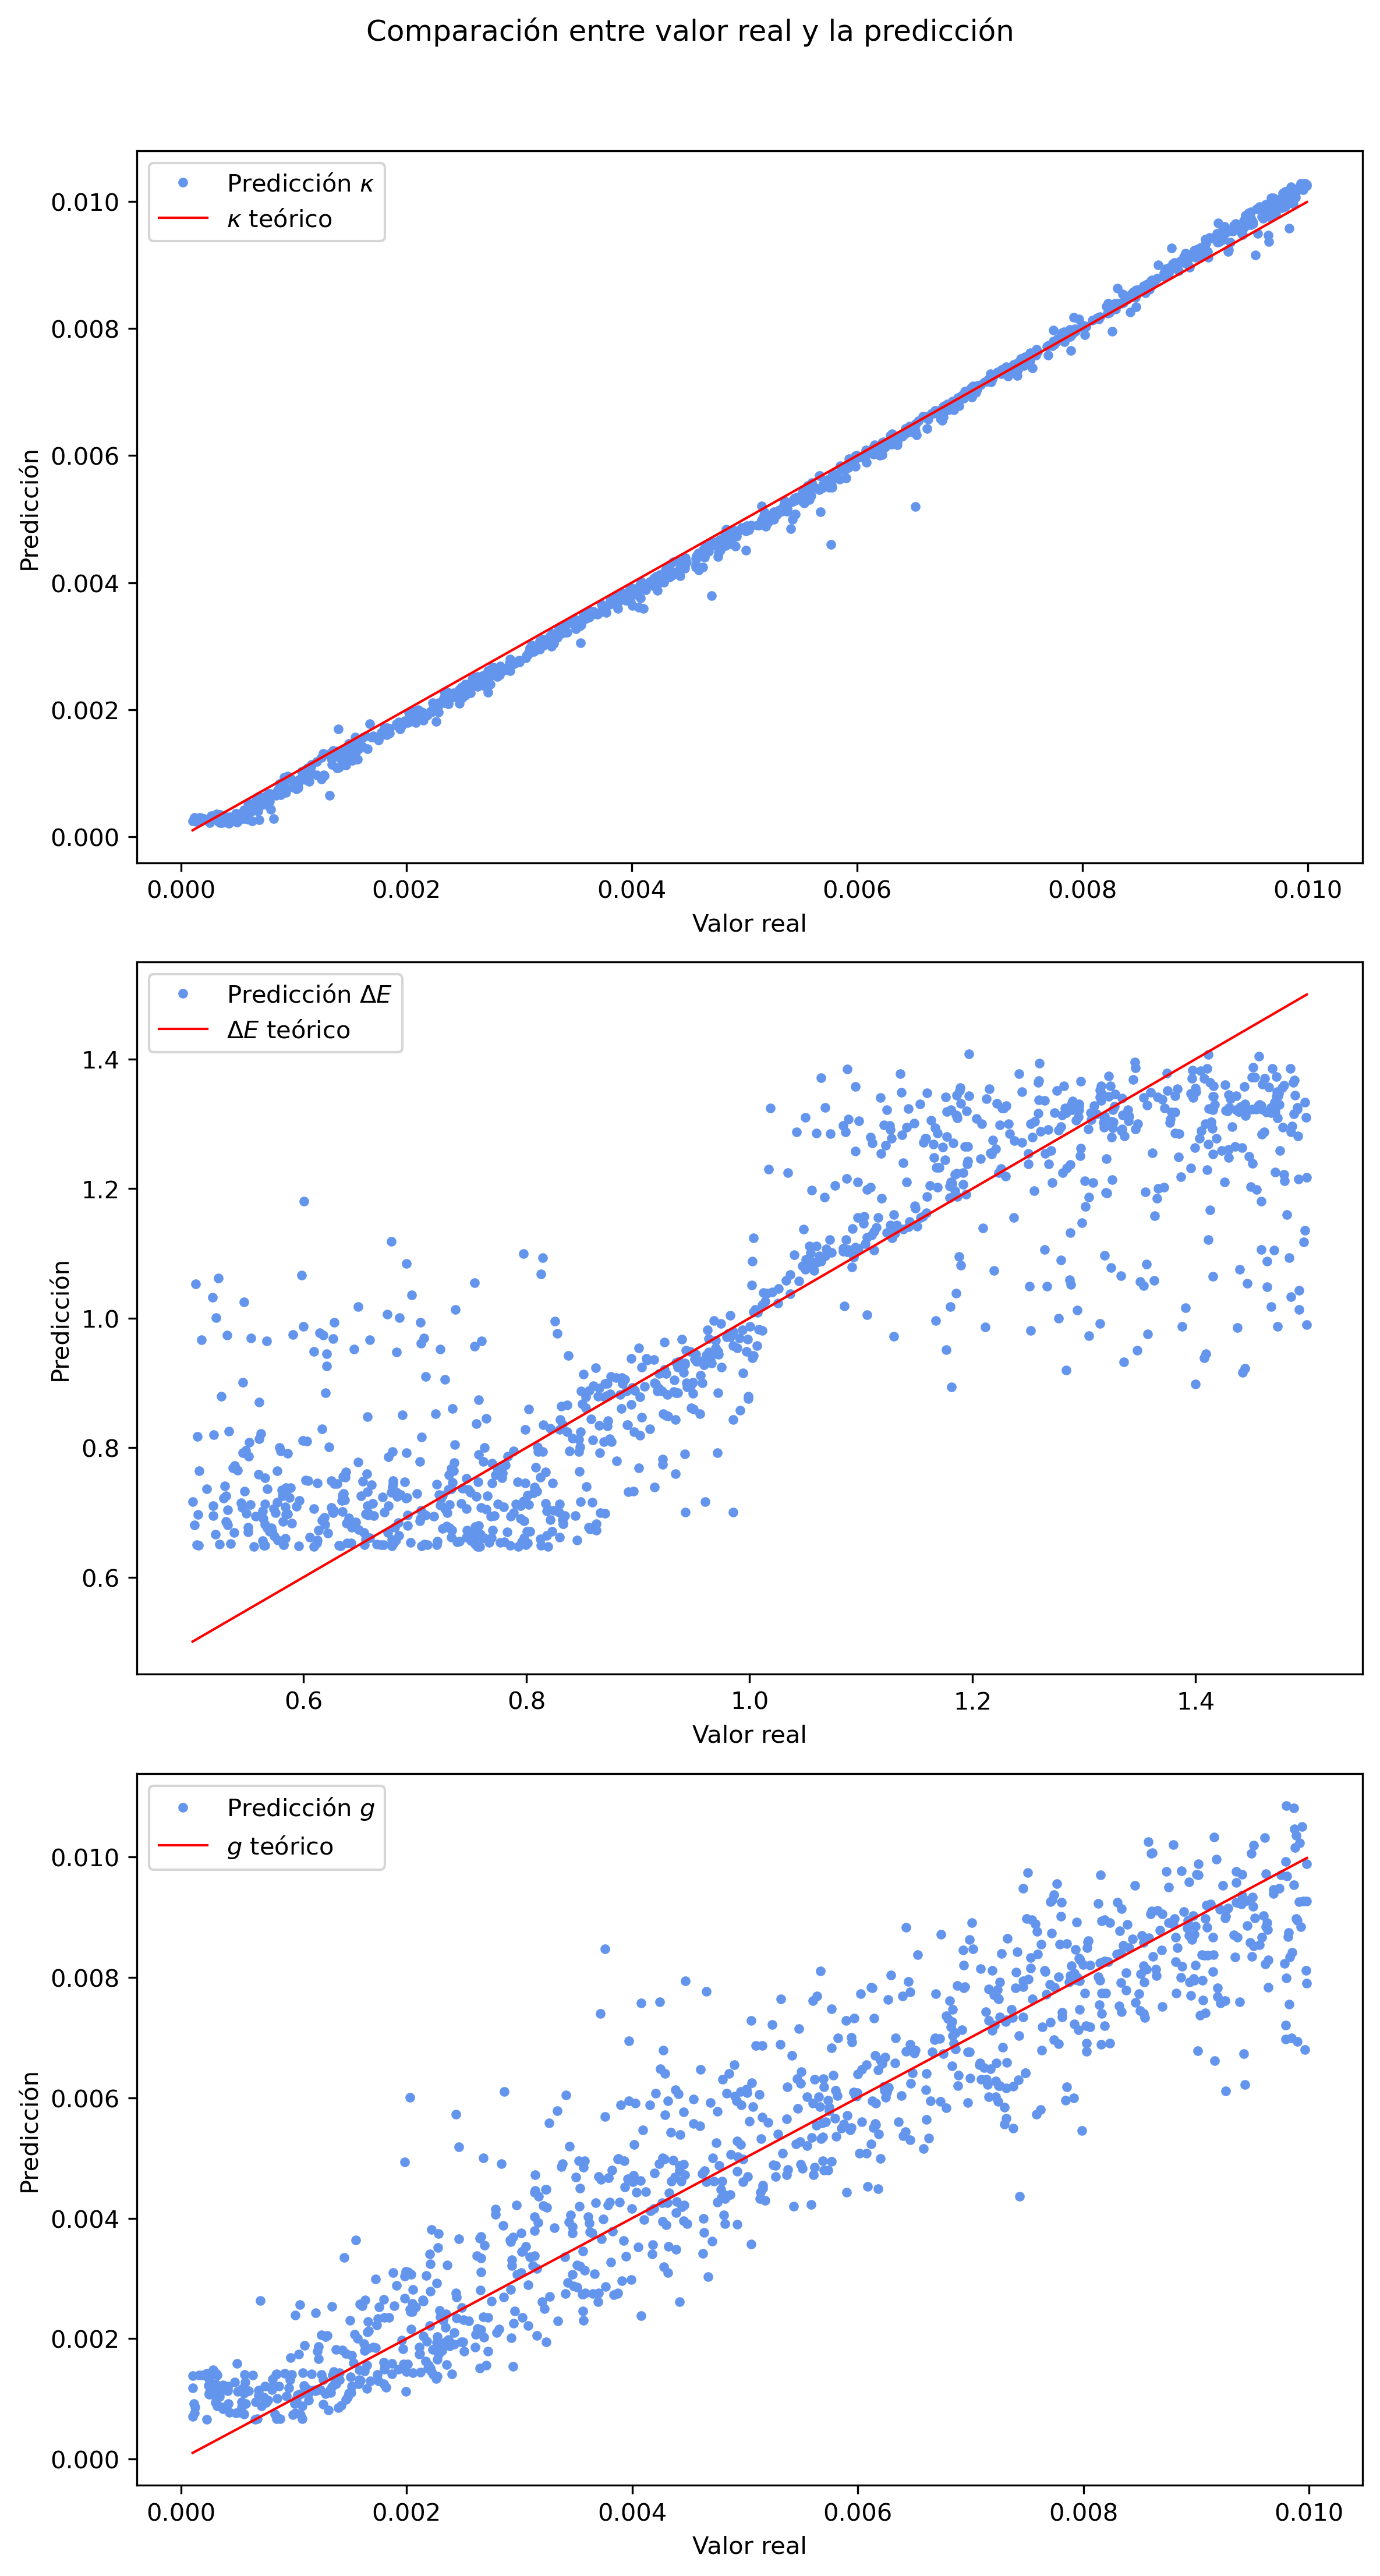 Comparación entre valor real y la predicción
Predicción κ
κ teórico
0.010
0.008
0.006
0.004
0.002
0.000
Predicción
0.000 0.002 0.004 0.006 0.008 0.010
Valor real
Predicción ΔE
ΔE teórico
1.4
1.2
1.0
0.8
0.6
Predicción
0.6 0.8 1.0 1.2 1.4
Valor real
Predicción g
g teórico
0.010
0.008
0.006
0.004
0.002
0.000
Predicción
0.000 0.002 0.004 0.006 0.008 0.010
Valor real